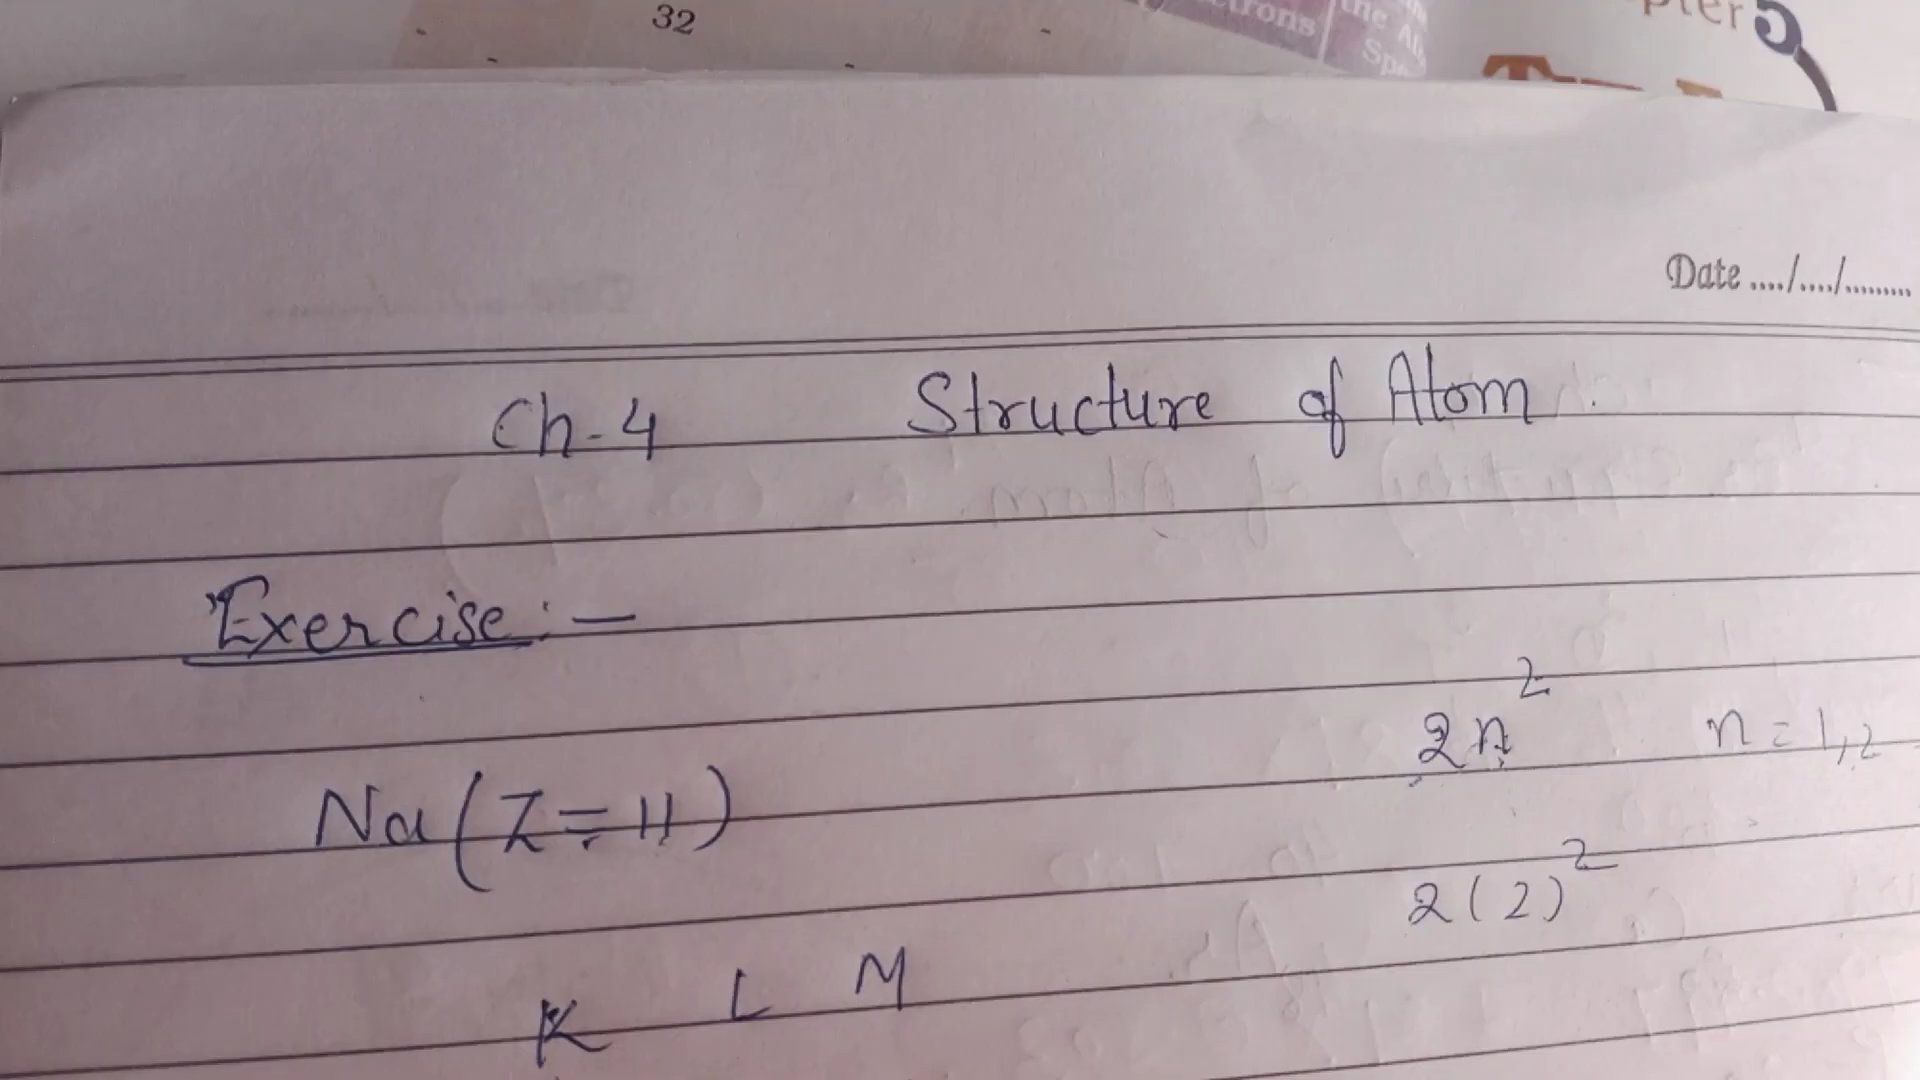 32
Date ..../..../.........
Ch-4 Structure of Atom
Exercise :-
2n² n = 1, 2
Na (Z = 11)
2(2)²
K L M